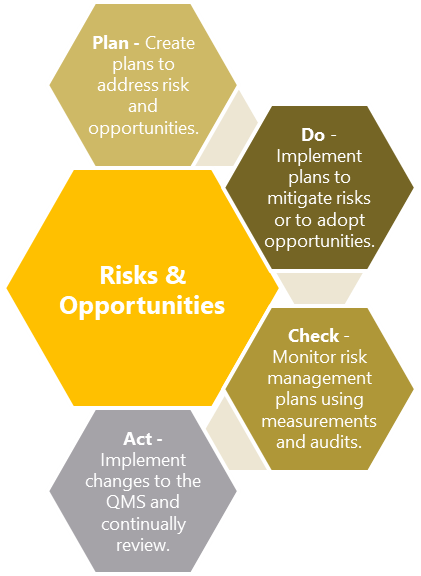 Plan - Create
plans to
address risk
and
opportunities.
Do -
Implement
plans to
mitigate risks
or to adopt
opportunities.
Risks &
Opportunities
Check -
Monitor risk
management
plans using
measurements
and audits.
Act -
Implement
changes to the
QMS and
continually
review.